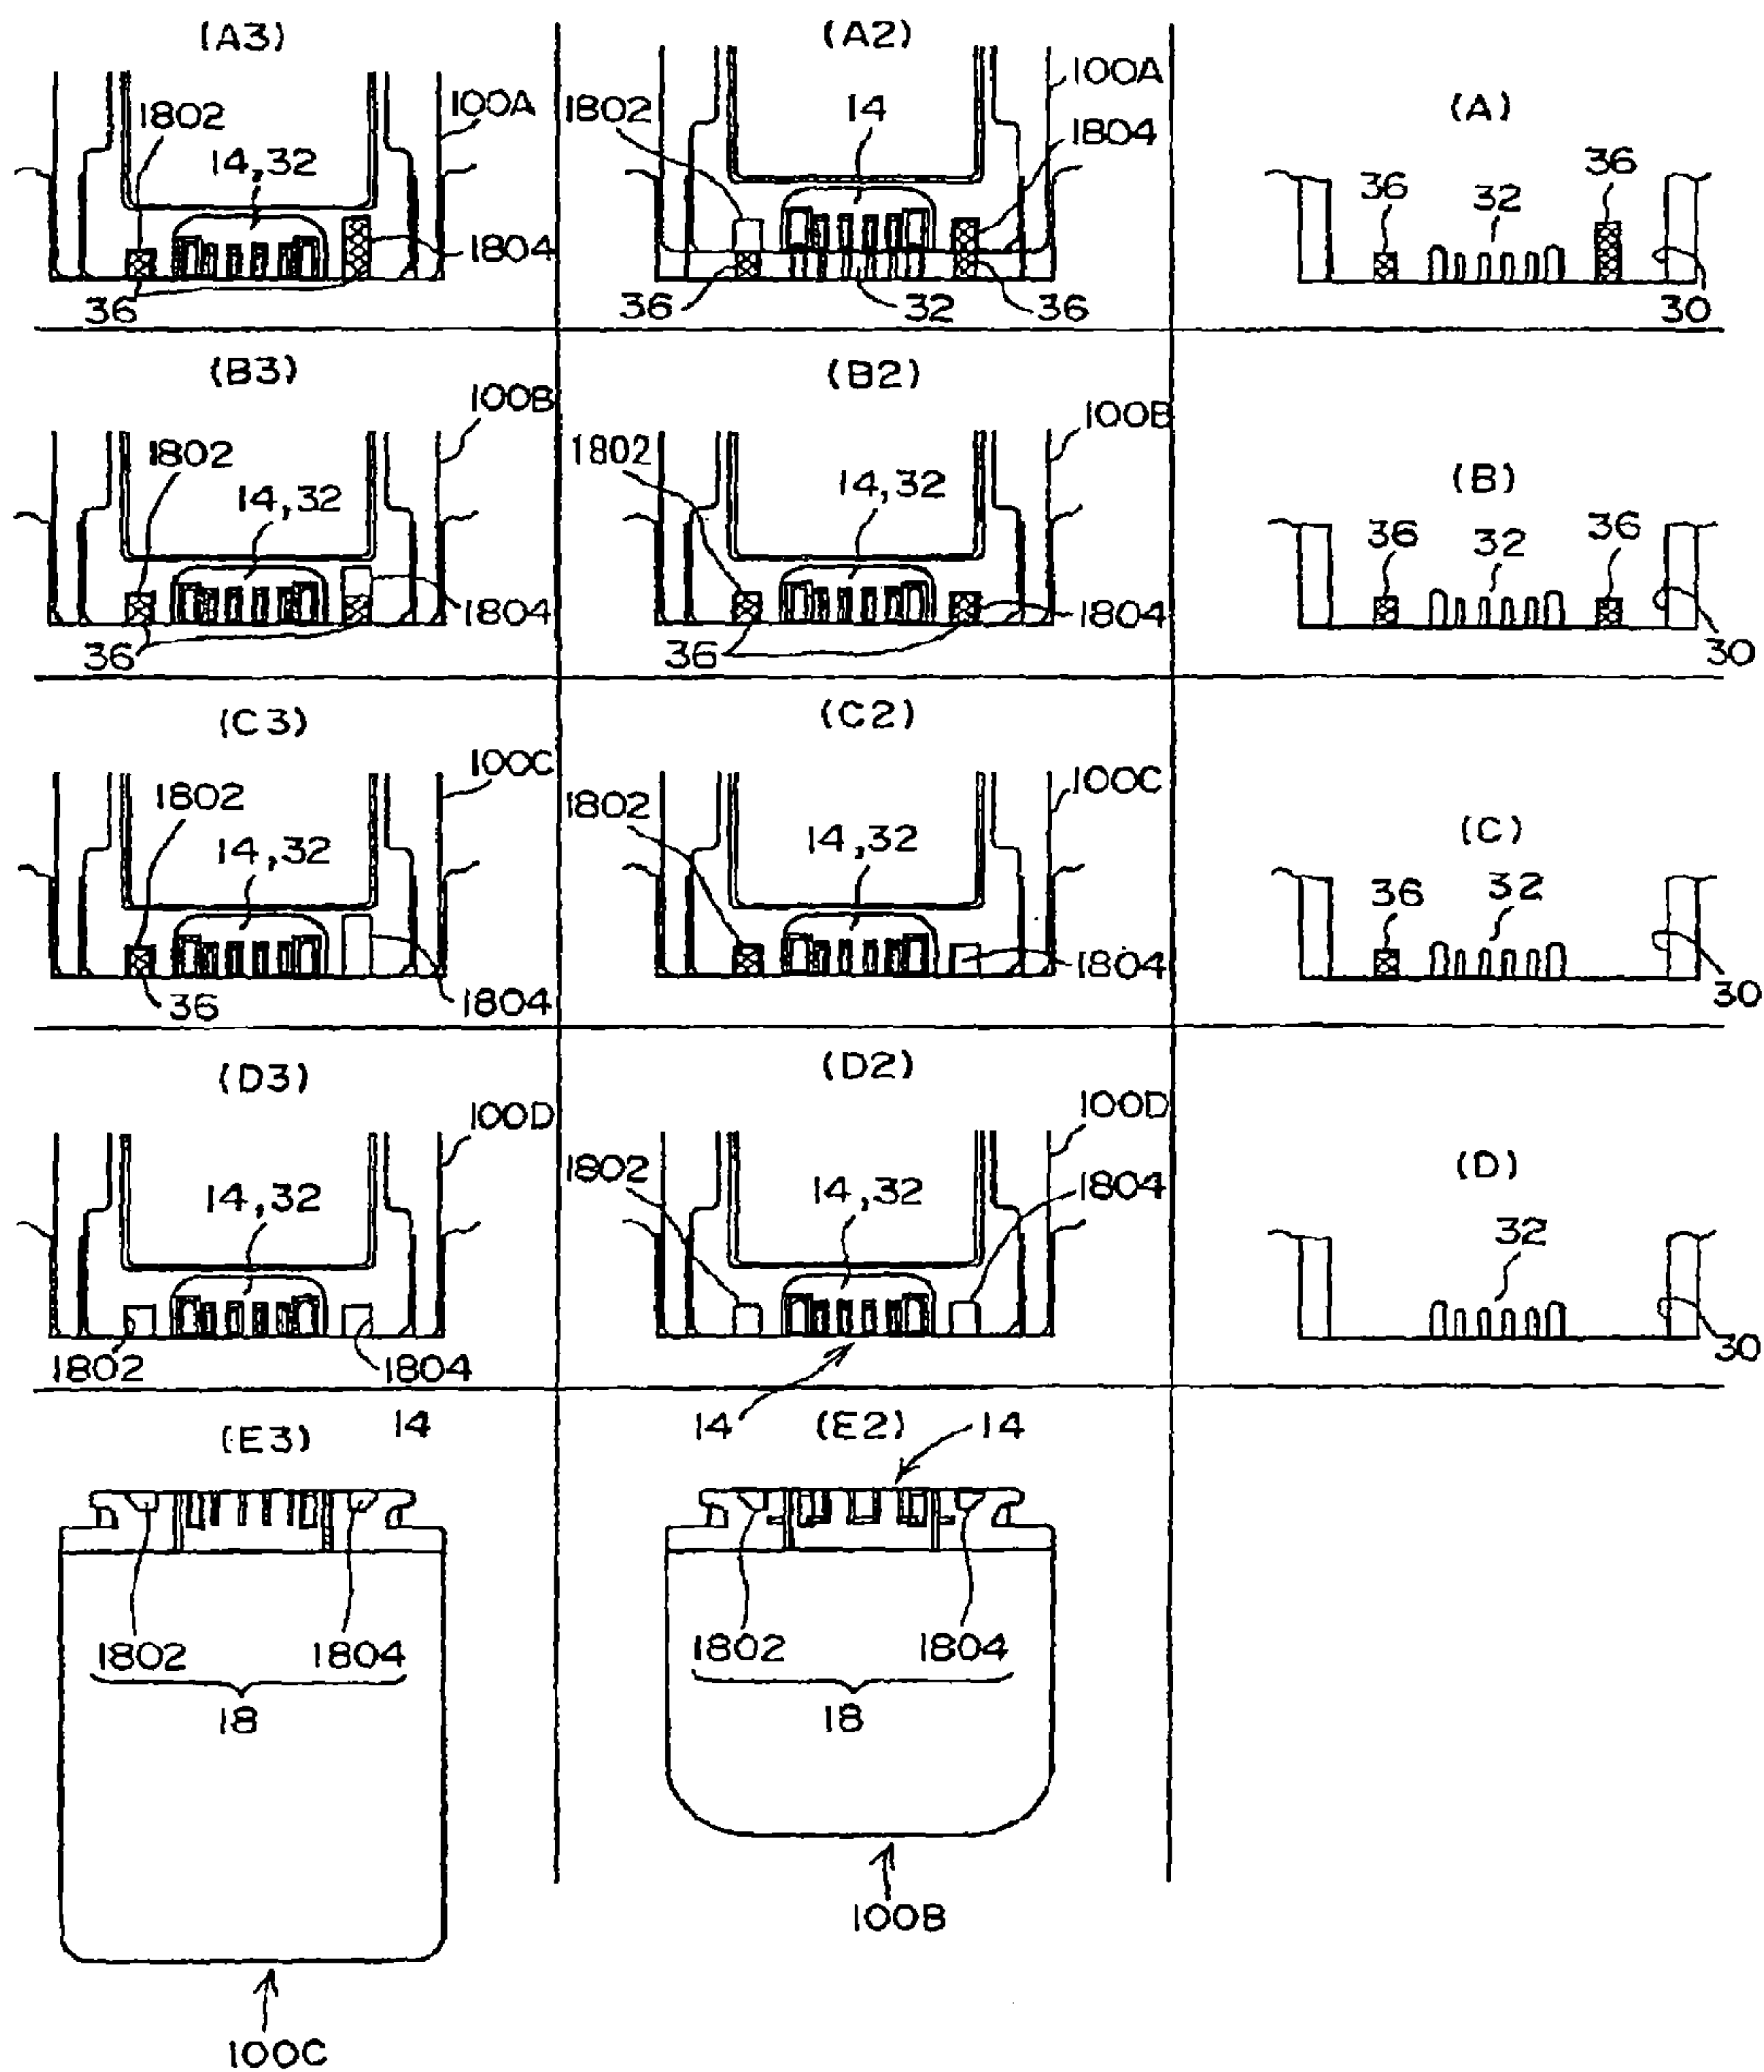 (A3) (A2)
100A
1802 100A 1802 14 1804 (A)
14,32 36 32 36
1804
36 36 32 36 30
(B3) (B2)
100B 100B
1802 1802 (B)
14,32 14,32 36 32 36
1804 1804
36 36 30
(C3) (C2)
100C 100C
1802 1802 (C)
14,32 14,32 36 32
1804
36 1804 30
(D3) (D2)
100D 100D
1802 1804 (D)
14,32 14,32 32
1802 1804 30
(E3) 14 14 (E2) 14
1802 1804 1802 1804
18 18
100B
100C